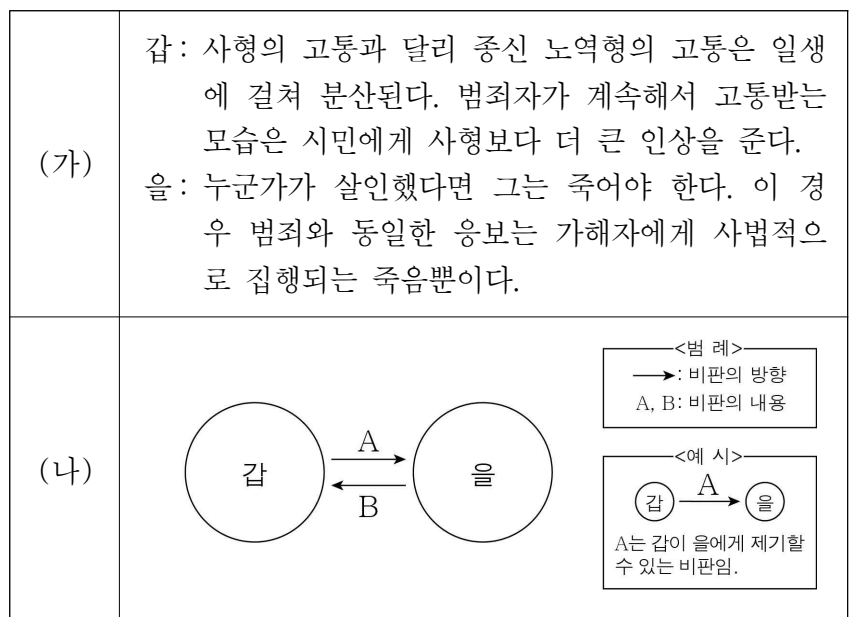 (가)
갑: 사형의 고통과 달리 종신 노역형의 고통은 일생
에 걸쳐 분산된다. 범죄자가 계속해서 고통받는
모습은 시민에게 사형보다 더 큰 인상을 준다.
을: 누군가가 살인했다면 그는 죽어야 한다. 이 경
우 범죄와 동일한 응보는 가해자에게 사법적으
로 집행되는 죽음뿐이다.
(나)
갑
A
B
을
<범 례>
: 비판의 방향
A, B: 비판의 내용
<예 시>
갑 A 을
A는 갑이 을에게 제기할
수 있는 비판임.